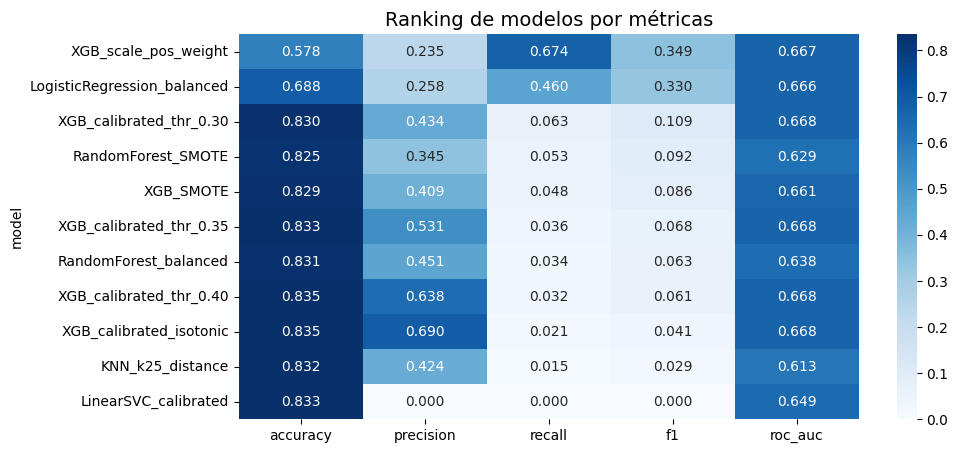 Ranking de modelos por métricas
XGB_scale_pos_weight 0.578 0.235 0.674 0.349 0.667
LogisticRegression_balanced 0.688 0.258 0.460 0.330 0.666
XGB_calibrated_thr_0.30 0.830 0.434 0.063 0.109 0.668
RandomForest_SMOTE 0.825 0.345 0.053 0.092 0.629
XGB_SMOTE 0.829 0.409 0.048 0.086 0.661
XGB_calibrated_thr_0.35 0.833 0.531 0.036 0.068 0.668
RandomForest_balanced 0.831 0.451 0.034 0.063 0.638
XGB_calibrated_thr_0.40 0.835 0.638 0.032 0.061 0.668
XGB_calibrated_isotonic 0.835 0.690 0.021 0.041 0.668
KNN_k25_distance 0.832 0.424 0.015 0.029 0.613
LinearSVC_calibrated 0.833 0.000 0.000 0.000 0.649
accuracy precision recall f1 roc_auc
model
0.8
0.7
0.6
0.5
0.4
0.3
0.2
0.1
0.0